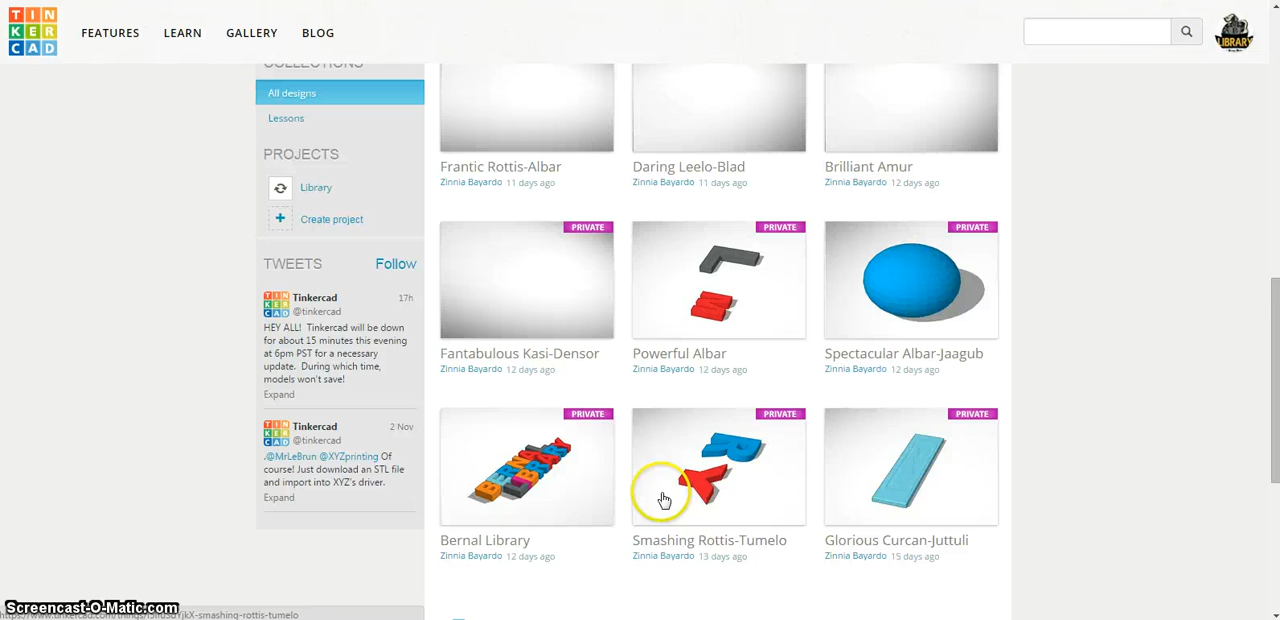 TIN
KER
CAD
FEATURES
LEARN
GALLERY
BLOG
LIBRARY
COLLECTIONS
All designs
Lessons
PROJECTS
Library
Create project
TWEETS
Follow
Tinkercad
17h
@tinkercad
HEY ALL! Tinkercad will be down
for about 15 minutes this evening
at 6pm PST for a necessary
update. During which time,
models won't save!
Expand
Tinkercad
2 Nov
@tinkercad
.@MrLeBrun @XYZprinting Of
course! Just download an STL file
and import into XYZ's driver.
Expand
Frantic Rottis-Albar
Zinnia Bayardo 11 days ago
Daring Leelo-Blad
Zinnia Bayardo 11 days ago
Brilliant Amur
Zinnia Bayardo 12 days ago
PRIVATE
Fantabulous Kasi-Densor
Zinnia Bayardo 12 days ago
PRIVATE
Powerful Albar
Zinnia Bayardo 12 days ago
PRIVATE
Spectacular Albar-Jaagub
Zinnia Bayardo 12 days ago
PRIVATE
BERNAL
LIBRARY
Bernal Library
Zinnia Bayardo 12 days ago
PRIVATE
Smashing Rottis-Tumelo
Zinnia Bayardo 13 days ago
PRIVATE
Glorious Curcan-Juttuli
Zinnia Bayardo 15 days ago
Screencast-O-Matic.com